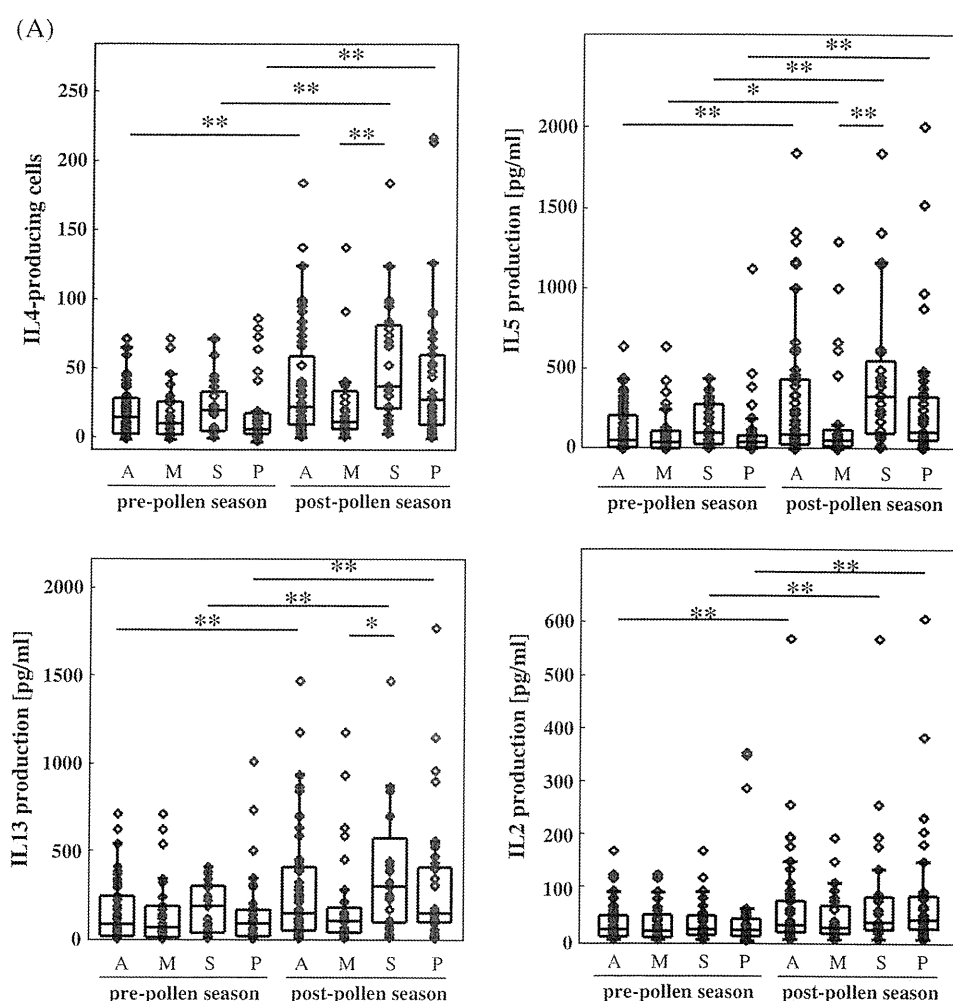 (A)
IL4-producing cells
250
200
150
100
50
0
** ** ** **
A M S P A M S P
pre-pollen season post-pollen season
IL5 production [pg/ml]
2000
1500
1000
500
0
** ** * ** **
A M S P A M S P
pre-pollen season post-pollen season
IL13 production [pg/ml]
2000
1500
1000
500
0
** ** ** *
A M S P A M S P
pre-pollen season post-pollen season
IL2 production [pg/ml]
600
500
400
300
200
100
0
** ** **
A M S P A M S P
pre-pollen season post-pollen season